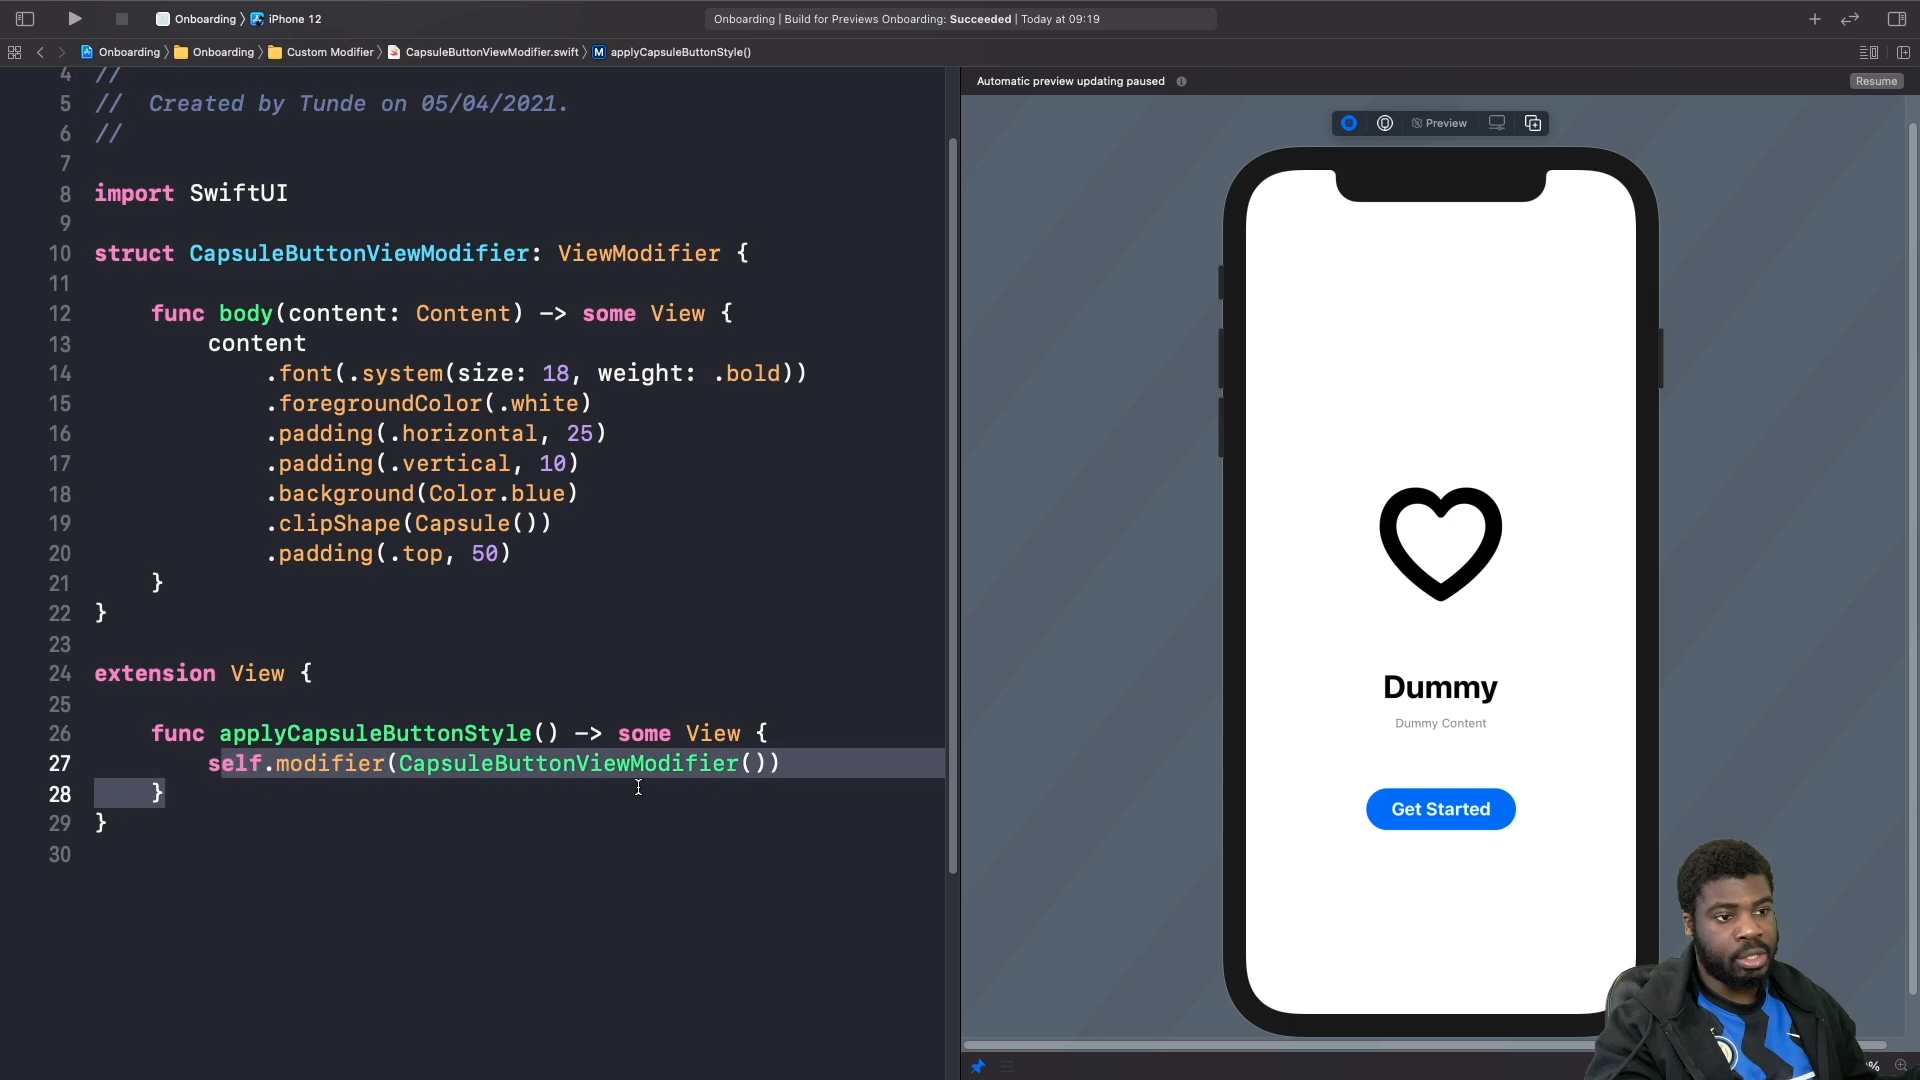 Onboarding 〉 iPhone 12
Onboarding | Build for Previews Onboarding: Succeeded | Today at 09:19
Onboarding 〉 Onboarding 〉 Custom Modifier 〉 CapsuleButtonViewModifier.swift 〉 M applyCapsuleButtonStyle()
4 //
5 //  Created by Tunde on 05/04/2021.
6 //
7
8 import SwiftUI
9
10 struct CapsuleButtonViewModifier: ViewModifier {
11
12     func body(content: Content) -> some View {
13         content
14             .font(.system(size: 18, weight: .bold))
15             .foregroundColor(.white)
16             .padding(.horizontal, 25)
17             .padding(.vertical, 10)
18             .background(Color.blue)
19             .clipShape(Capsule())
20             .padding(.top, 50)
21     }
22 }
23
24 extension View {
25
26     func applyCapsuleButtonStyle() -> some View {
27         self.modifier(CapsuleButtonViewModifier())
28     }
29 }
30
Automatic preview updating paused
Resume
Preview
Dummy
Dummy Content
Get Started
%